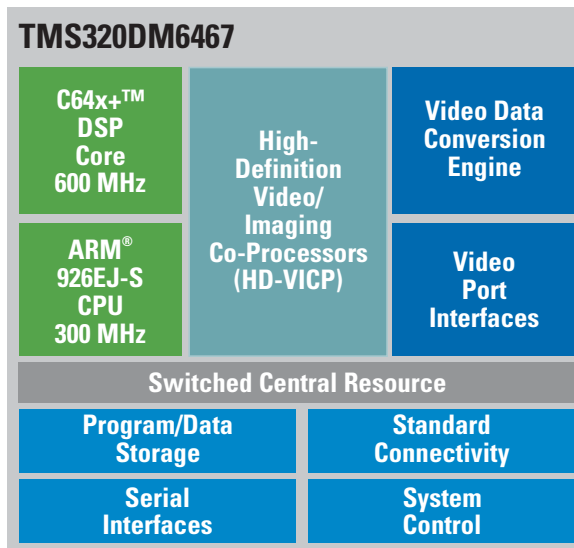 TMS320DM6467
C64x+™
DSP
Core
600 MHz
High-
Definition
Video/
Imaging
Co-Processors
(HD-VICP)
Video Data
Conversion
Engine
ARM®
926EJ-S
CPU
300 MHz
Video
Port
Interfaces
Switched Central Resource
Program/Data
Storage
Standard
Connectivity
Serial
Interfaces
System
Control